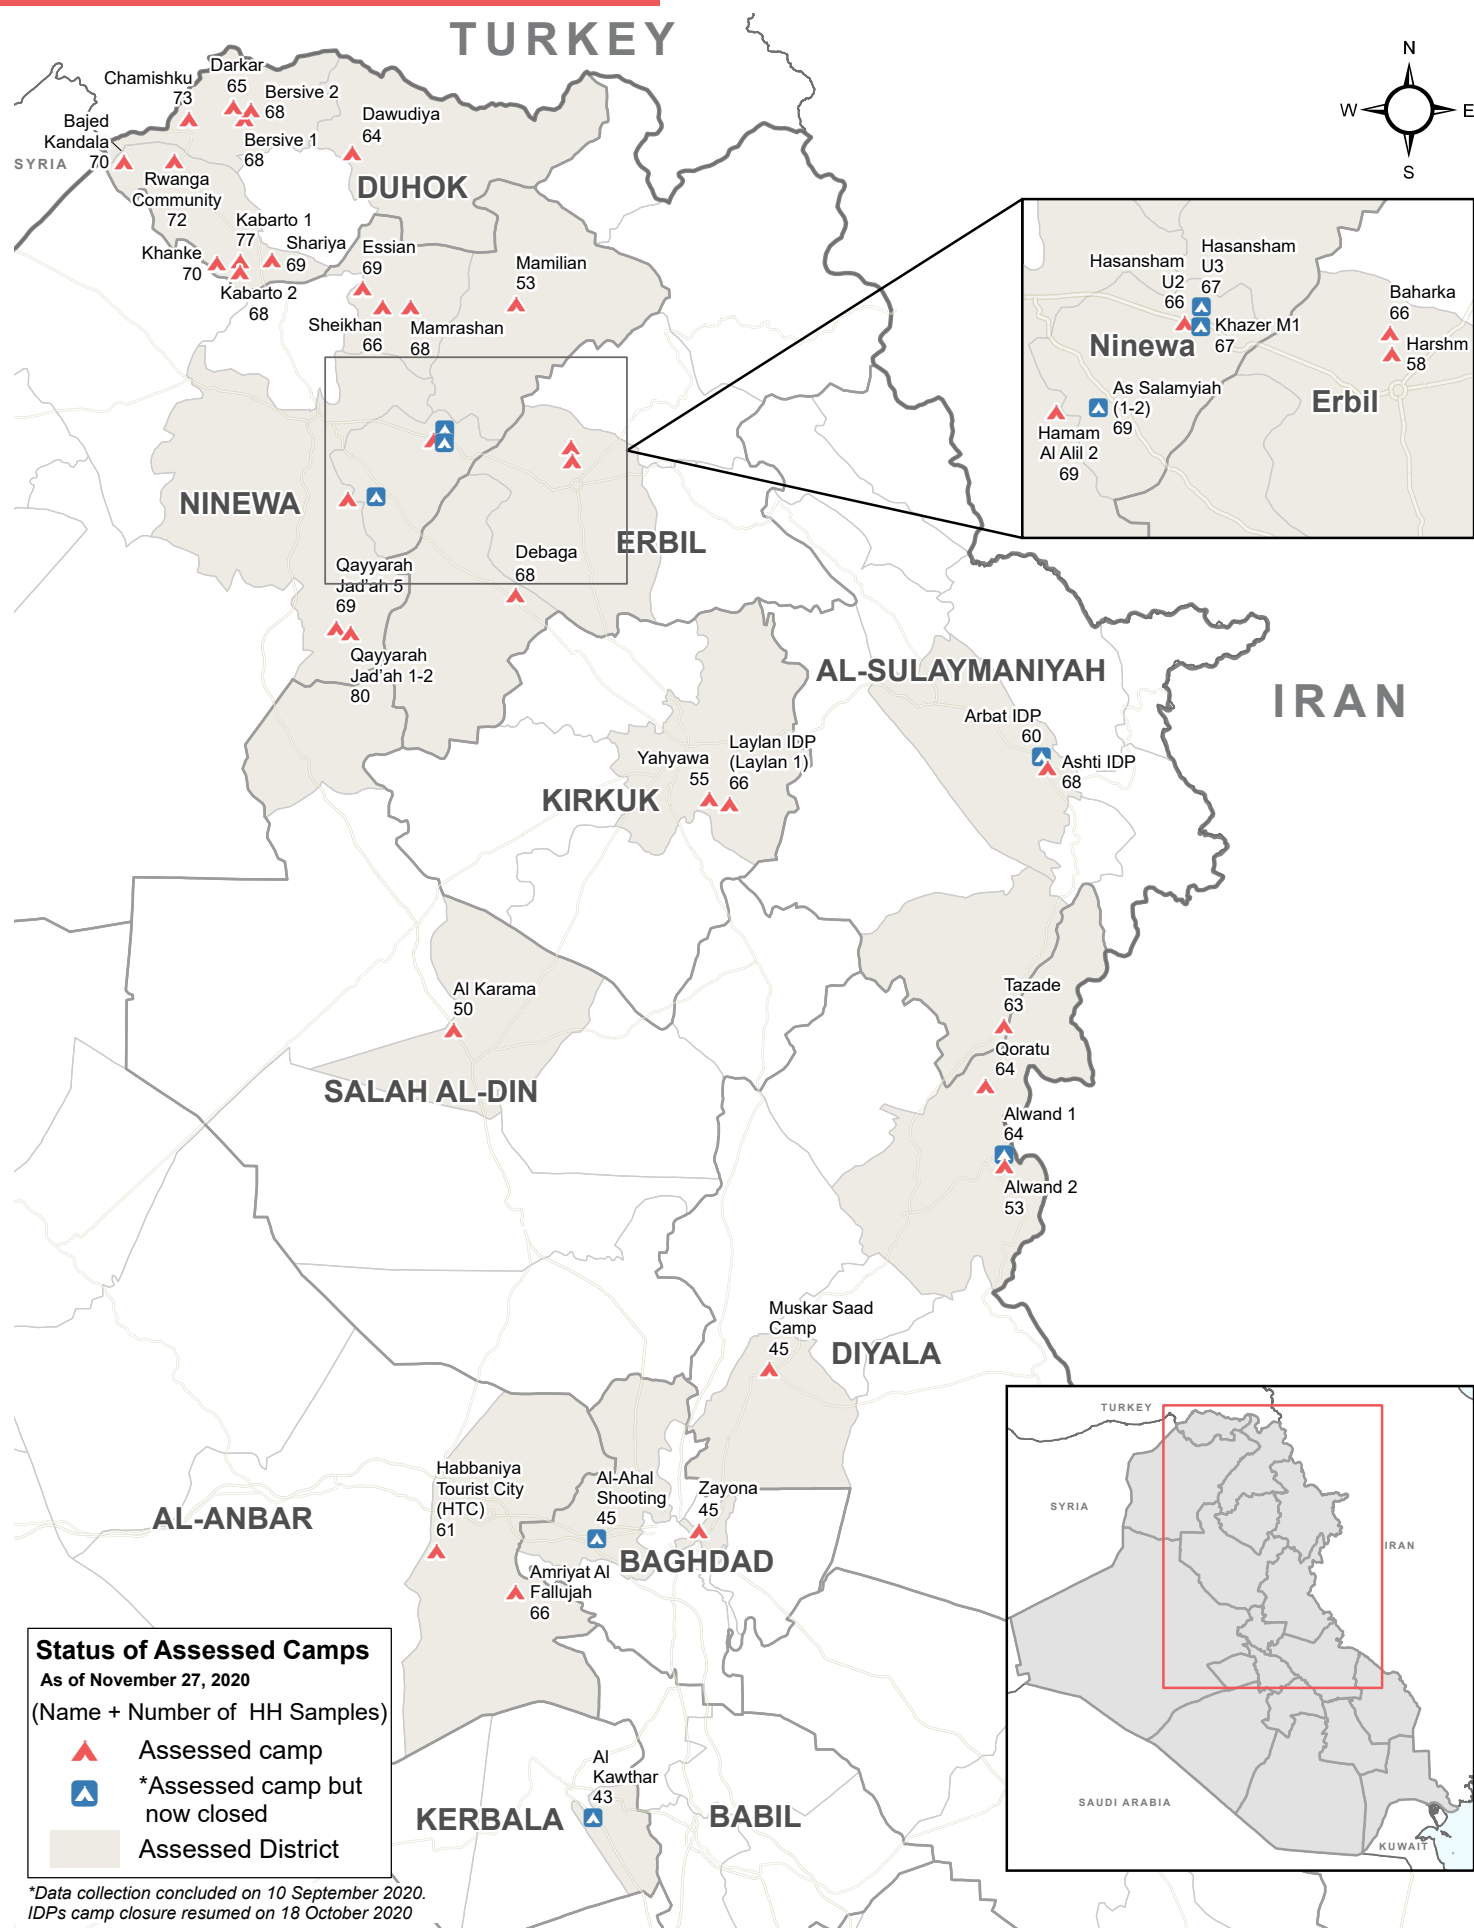 TURKEY
N
W
E
S
SYRIA
Chamishku
73
Darkar
65
Bersive 2
68
Bersive 1
68
Bajed
Kandala
70
Dawudiya
64
DUHOK
Rwanga
Community
72
Kabarto 1
77
Shariya
69
Khanke
70
Kabarto 2
68
Essian
69
Mamilian
53
Sheikhan
66
Mamrashan
68
Hasansham
U3
67
Hasansham
U2
66
Khazer M1
67
Ninewa
Baharka
66
Harshm
58
Erbil
As Salamyiah
(1-2)
69
Hamam
Al Alil 2
69
NINEWA
ERBIL
Debaga
68
Qayyarah
Jad'ah 5
69
Qayyarah
Jad'ah 1-2
80
AL-SULAYMANIYAH
IRAN
Arbat IDP
60
Ashti IDP
68
Yahyawa
55
Laylan IDP
(Laylan 1)
66
KIRKUK
Al Karama
50
SALAH AL-DIN
Tazade
63
Qoratu
64
Alwand 1
64
Alwand 2
53
Muskar Saad
Camp
45
DIYALA
Habbaniya
Tourist City
(HTC)
61
Al-Ahal
Shooting
45
Zayona
45
AL-ANBAR
BAGHDAD
Amriyat Al
Fallujah
66
Al
Kawthar
43
KERBALA
BABIL
TURKEY
SYRIA
IRAN
SAUDI ARABIA
KUWAIT
Status of Assessed Camps
As of November 27, 2020
(Name + Number of HH Samples)
Assessed camp
*Assessed camp but
now closed
Assessed District
*Data collection concluded on 10 September 2020.
IDPs camp closure resumed on 18 October 2020